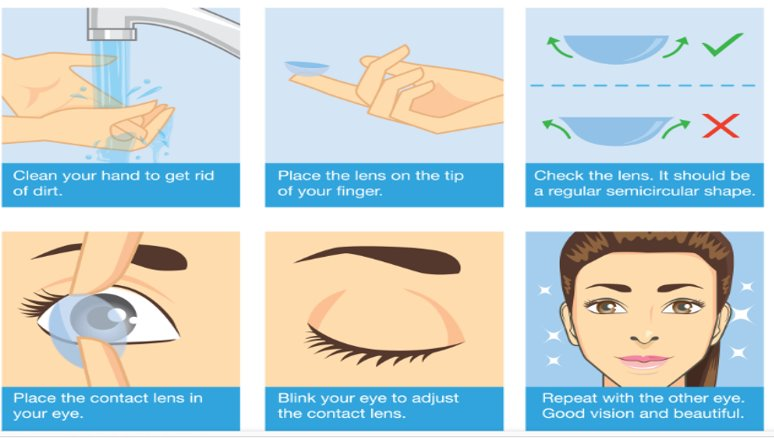 Clean your hand to get rid
of dirt.
Place the lens on the tip
of your finger.
Check the lens. It should be
a regular semicircular shape.
Place the contact lens in
your eye.
Blink your eye to adjust
the contact lens.
Repeat with the other eye.
Good vision and beautiful.